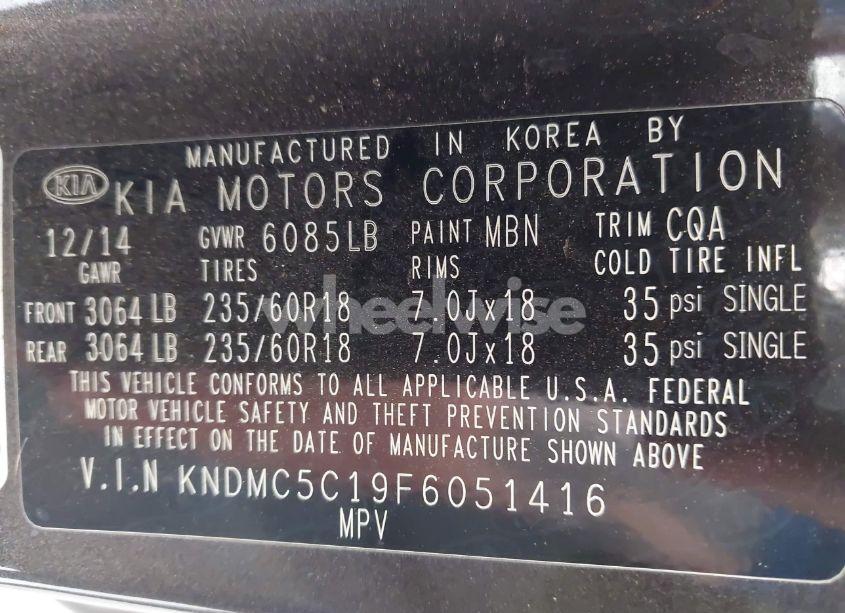 MANUFACTURED IN KOREA BY
KIA KIA MOTORS CORPORATION
12/14 GVWR 6085LB PAINT MBN TRIM CQA
GAWR TIRES RIMS COLD TIRE INFL
FRONT 3064 LB 235/60R18 7.0Jx18 35 psi SINGLE
wheelwise
REAR 3064 LB 235/60R18 7.0Jx18 35 psi SINGLE
THIS VEHICLE CONFORMS TO ALL APPLICABLE U.S.A. FEDERAL
MOTOR VEHICLE SAFETY AND THEFT PREVENTION STANDARDS
IN EFFECT ON THE DATE OF MANUFACTURE SHOWN ABOVE
V.I.N KNDMC5C19F6051416
MPV